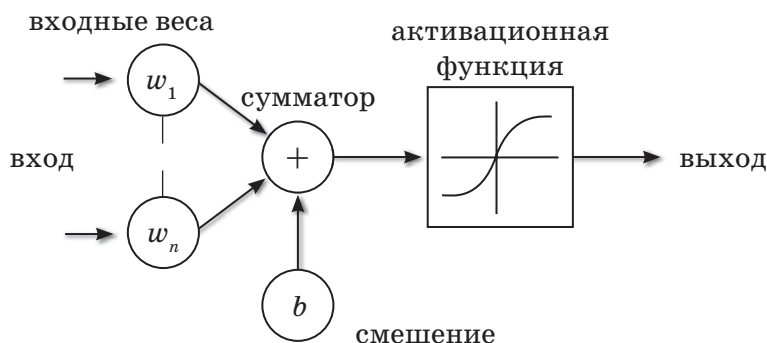 входные веса
активационная
функция
w1
сумматор
вход
+
выход
wn
b
смешение